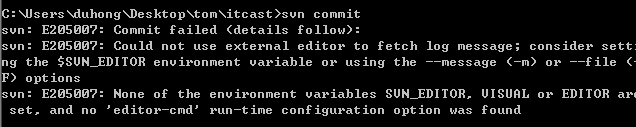 C:\Users\duhong\Desktop\tom\itcast>svn commit
svn: E205007: Commit failed (details follow):
svn: E205007: Could not use external editor to fetch log message; consider setti
ng the $SVN_EDITOR environment variable or using the --message (-m) or --file (-
F) options
svn: E205007: None of the environment variables SVN_EDITOR, VISUAL or EDITOR are
set, and no 'editor-cmd' run-time configuration option was found